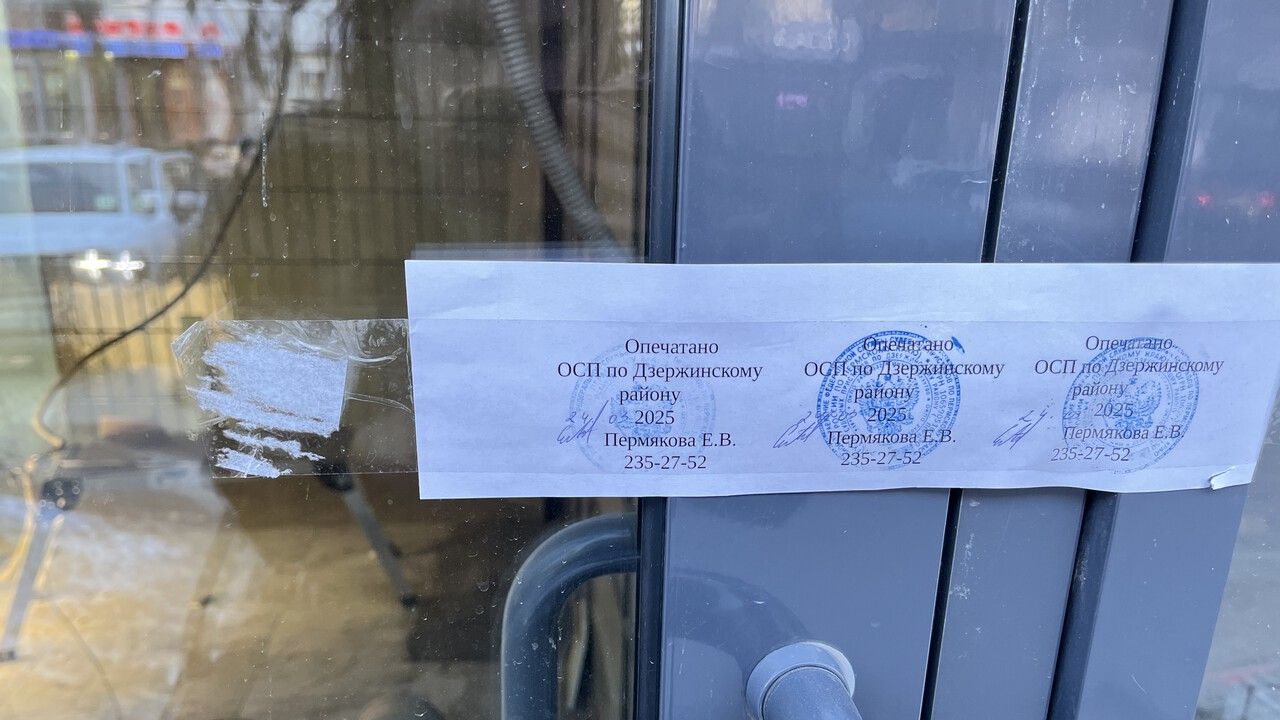 Опечатано
ОСП по Дзержинскому
району
2025
Пермякова Е.В.
235-27-52
Опечатано
ОСП по Дзержинскому
району
2025
Пермякова Е.В.
235-27-52
Опечатано
ОСП по Дзержинскому
району
2025
Пермякова Е.В.
235-27-52